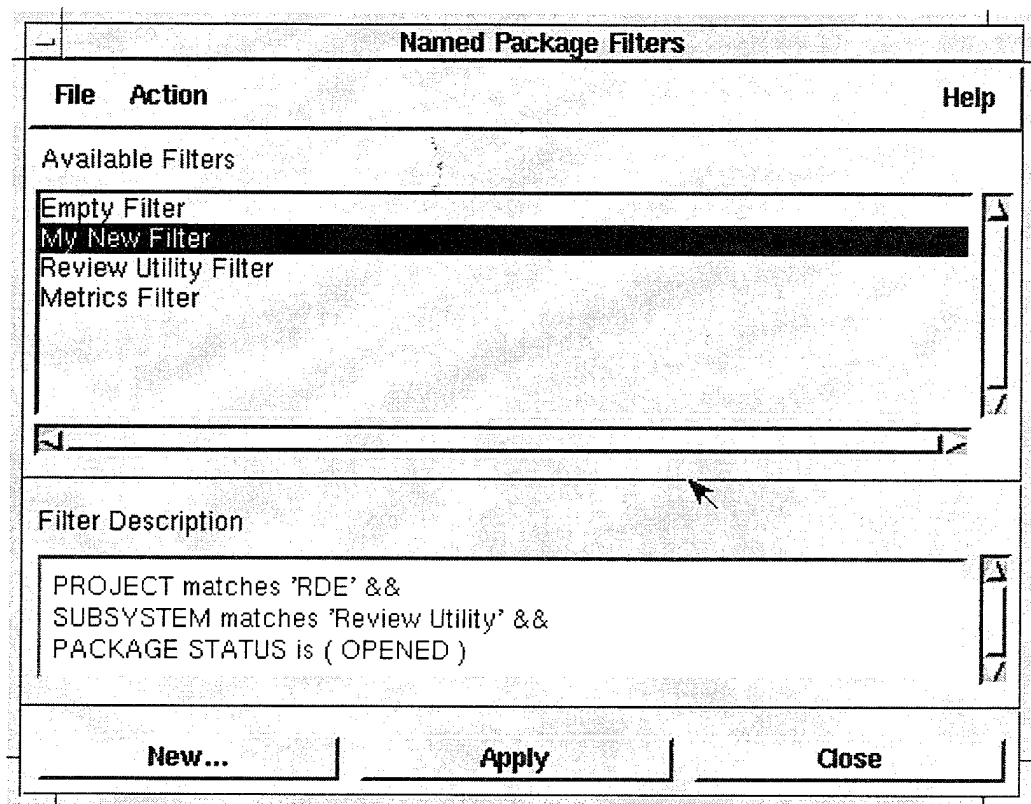 Named Package Filters
File Action Help
Available Filters
Empty Filter
My New Filter
Review Utility Filter
Metrics Filter
Filter Description
PROJECT matches 'RDE' &&
SUBSYSTEM matches 'Review Utility' &&
PACKAGE STATUS is ( OPENED )
New... Apply Close